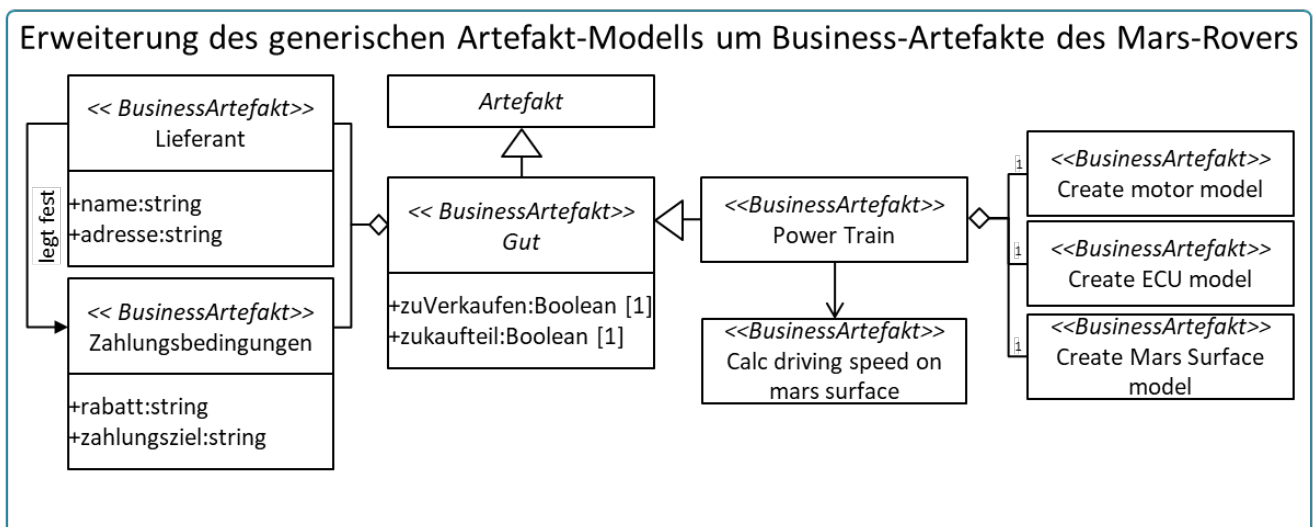 Erweiterung des generischen Artefakt-Modells um Business-Artefakte des Mars-Rovers
<< BusinessArtefakt>>
Lieferant
+name:string
+adresse:string
legt fest
<< BusinessArtefakt>>
Zahlungsbedingungen
+rabatt:string
+zahlungsziel:string
Artefakt
<< BusinessArtefakt>>
Gut
+zuVerkaufen:Boolean [1]
+zukaufteil:Boolean [1]
<<BusinessArtefakt>>
Power Train
<<BusinessArtefakt>>
Calc driving speed on
mars surface
1
<<BusinessArtefakt>>
Create motor model
1
<<BusinessArtefakt>>
Create ECU model
1
<<BusinessArtefakt>>
Create Mars Surface
model